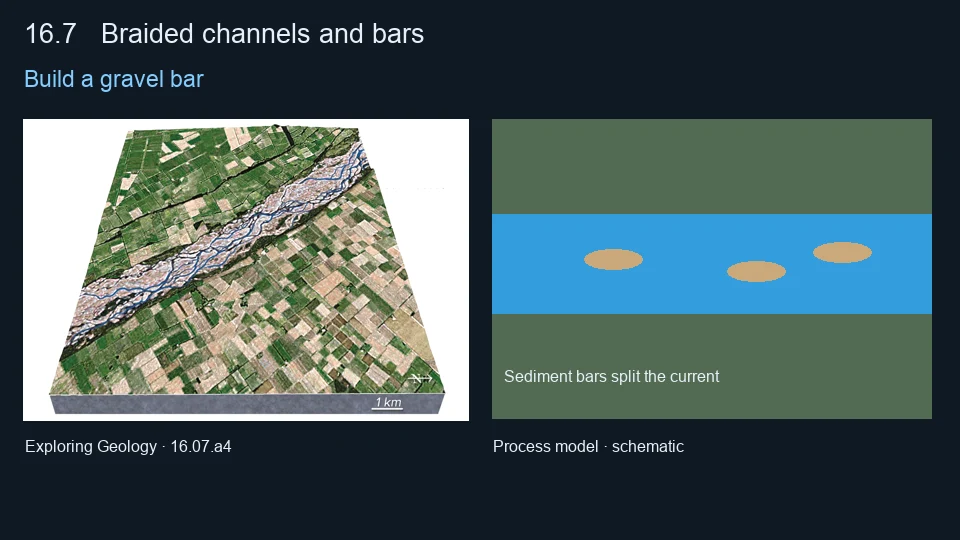 16.7 Braided channels and bars
Build a gravel bar
N
1 km
Sediment bars split the current
Exploring Geology · 16.07.a4
Process model · schematic